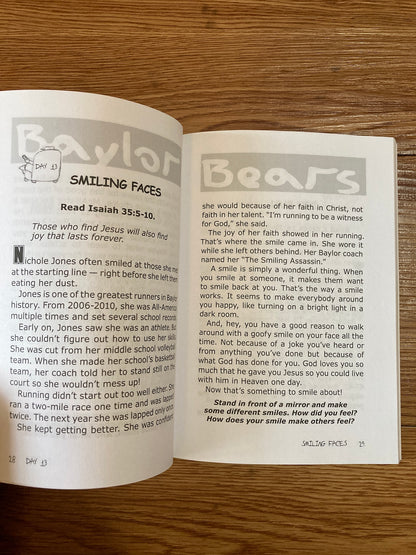 Baylor
DAY 13
SMILING FACES
Read Isaiah 35:5-10.
Those who find Jesus will also find
joy that lasts forever.
Nichole Jones often smiled at those she met
at the starting line — right before she left them
eating her dust.
Jones is one of the greatest runners in Baylor
history. From 2006-2010, she was All-America
multiple times and set several school records.
Early on, Jones saw she was an athlete. But
she couldn't figure out how to use her skill.
She was cut from her middle school volleyball
team. When she made her school's basketball
team, her coach told her to stand still on the
court so she wouldn't mess up!
Running didn't start out too well either. She
ran a two-mile race one time and was lapped
twice. The next year she was lapped only once.
She kept getting better. She was confident
28 DAY 13
Bears
she would because of her faith in Christ, not
faith in her talent. "I'm running to be a witness
for God," she said.
The joy of her faith showed in her running.
That's where the smile came in. She wore it
while she left others behind. Her Baylor coach
named her "The Smiling Assassin."
A smile is simply a wonderful thing. When
you smile at someone, it makes them want
to smile back at you. That's the way a smile
works. It seems to make everybody around
you happy, like turning on a bright light in a
dark room.
And, hey, you have a good reason to walk
around with a goofy smile on your face all the
time. Not because of a joke you've heard or
from anything you've done but because of
what God has done for you. God loves you so
much that he gave you Jesus so you could live
with him in Heaven one day.
Now that's something to smile about!
Stand in front of a mirror and make
some different smiles. How did you feel?
How does your smile make others feel?
SMILING FACES 29